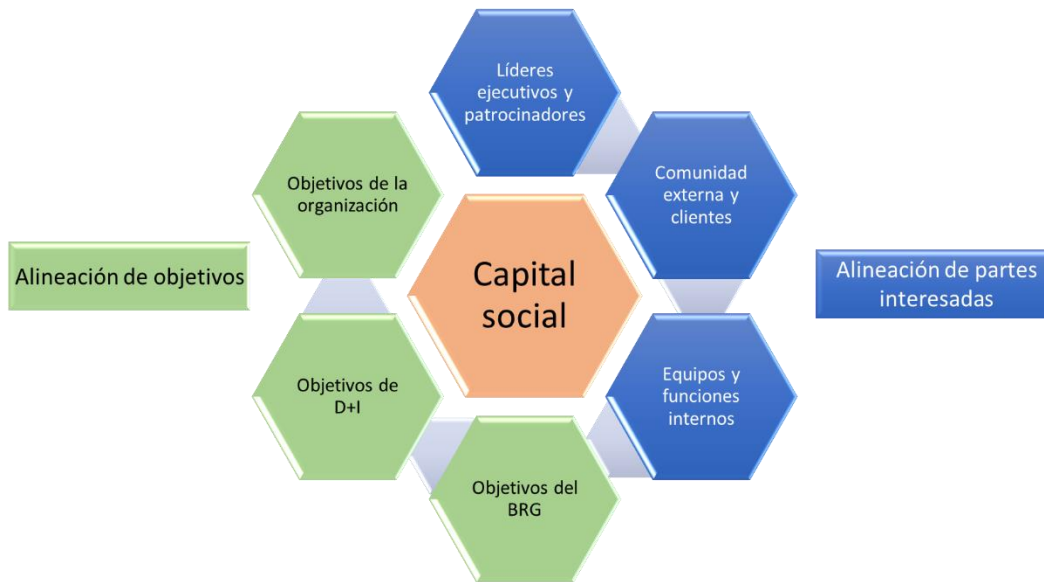 Líderes
ejecutivos y
patrocinadores
Objetivos de la
organización
Comunidad
externa y
clientes
Alineación de objetivos
Capital
social
Alineación de partes
interesadas
Objetivos de
D+I
Equipos y
funciones
internos
Objetivos del
BRG